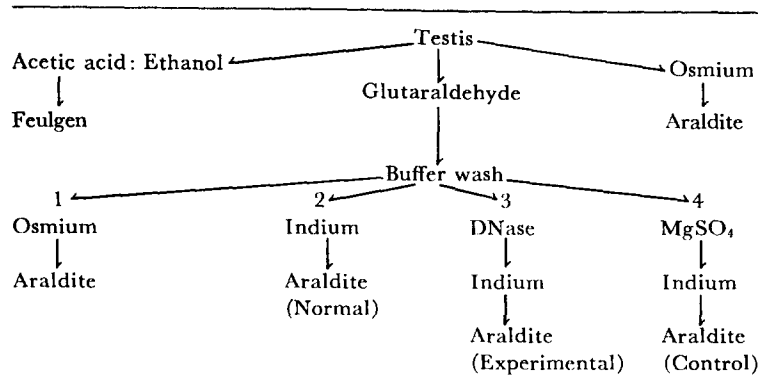 Testis
Acetic acid: Ethanol
Osmium
Glutaraldehyde
Feulgen
Araldite
Buffer wash
1 2 3 4
Osmium Indium DNase MgSO₄
Araldite Araldite Indium Indium
(Normal)
Araldite Araldite
(Experimental) (Control)